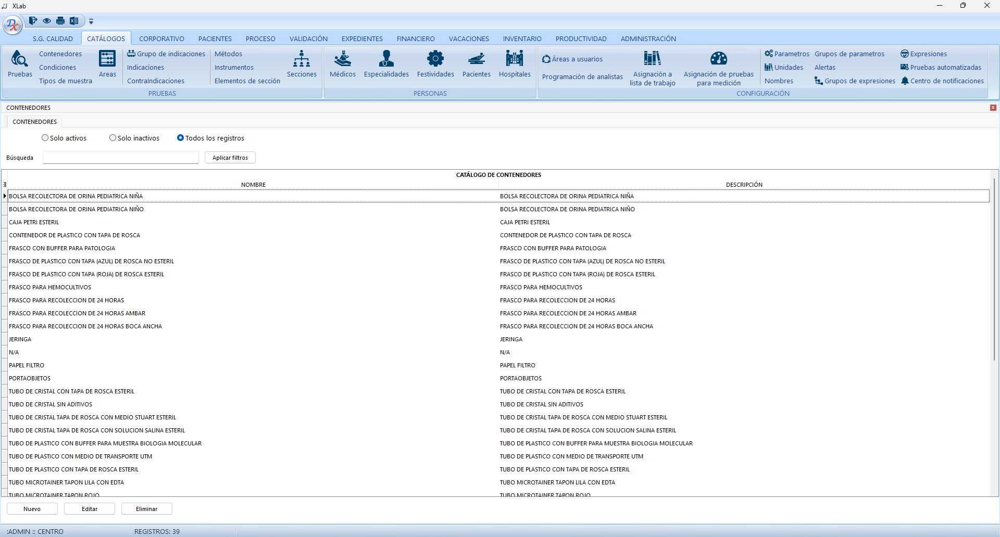 XLab
S.G. CALIDAD CATÁLOGOS CORPORATIVO PACIENTES PROCESO VALIDACIÓN EXPEDIENTES FINANCIERO VACACIONES INVENTARIO PRODUCTIVIDAD ADMINISTRACIÓN
Pruebas
Contenedores
Condiciones
Tipos de muestra
Areas
Grupo de indicaciones
Indicaciones
ContraIndicaciones
Métodos
Instrumentos
Elementos de sección
Secciones
PRUEBAS
Médicos
Especialidades
Festividades
Pacientes
Hospitales
PERSONAS
Áreas a usuarios
Programación de analistas
Asignación a
lista de trabajo
Asignación de pruebas
para medición
Parametros
Unidades
Nombres
Grupos de parametros
Alertas
Grupos de expresiones
Expresiones
Pruebas automatizadas
Centro de notificaciones
CONFIGURACIÓN
CONTENEDORES
CONTENEDORES
Solo activos Solo inactivos Todos los registros
Búsqueda Aplicar filtros
CATÁLOGO DE CONTENEDORES
NOMBRE DESCRIPCIÓN
BOLSA RECOLECTORA DE ORINA PEDIATRICA NIÑA BOLSA RECOLECTORA DE ORINA PEDIATRICA NIÑA
BOLSA RECOLECTORA DE ORINA PEDIATRICA NIÑO BOLSA RECOLECTORA DE ORINA PEDIATRICA NIÑO
CAJA PETRI ESTERIL CAJA PETRI ESTERIL
CONTENEDOR DE PLASTICO CON TAPA DE ROSCA CONTENEDOR DE PLASTICO CON TAPA DE ROSCA
FRASCO CON BUFFER PARA PATOLOGIA FRASCO CON BUFFER PARA PATOLOGIA
FRASCO DE PLASTICO CON TAPA (AZUL) DE ROSCA NO ESTERIL FRASCO DE PLASTICO CON TAPA (AZUL) DE ROSCA NO ESTERIL
FRASCO DE PLASTICO CON TAPA (ROJA) DE ROSCA ESTERIL FRASCO DE PLASTICO CON TAPA (ROJA) DE ROSCA ESTERIL
FRASCO PARA HEMOCULTIVOS FRASCO PARA HEMOCULTIVOS
FRASCO PARA RECOLECCION DE 24 HORAS FRASCO PARA RECOLECCION DE 24 HORAS
FRASCO PARA RECOLECCION DE 24 HORAS AMBAR FRASCO PARA RECOLECCION DE 24 HORAS AMBAR
FRASCO PARA RECOLECCION DE 24 HORAS BOCA ANCHA FRASCO PARA RECOLECCION DE 24 HORAS BOCA ANCHA
JERINGA JERINGA
N/A N/A
PAPEL FILTRO PAPEL FILTRO
PORTAOBJETOS PORTAOBJETOS
TUBO DE CRISTAL CON TAPA DE ROSCA ESTERIL TUBO DE CRISTAL CON TAPA DE ROSCA ESTERIL
TUBO DE CRISTAL SIN ADITIVOS TUBO DE CRISTAL SIN ADITIVOS
TUBO DE CRISTAL TAPA DE ROSCA CON MEDIO STUART ESTERIL TUBO DE CRISTAL TAPA DE ROSCA CON MEDIO STUART ESTERIL
TUBO DE CRISTAL TAPA DE ROSCA CON SOLUCION SALINA ESTERIL TUBO DE CRISTAL TAPA DE ROSCA CON SOLUCION SALINA ESTERIL
TUBO DE PLASTICO CON BUFFER PARA MUESTRA BIOLOGIA MOLECULAR TUBO DE PLASTICO CON BUFFER PARA MUESTRA BIOLOGIA MOLECULAR
TUBO DE PLASTICO CON MEDIO DE TRANSPORTE UTM TUBO DE PLASTICO CON MEDIO DE TRANSPORTE UTM
TUBO DE PLASTICO CON TAPA DE ROSCA ESTERIL TUBO DE PLASTICO CON TAPA DE ROSCA ESTERIL
TUBO MICROTAINER TAPON LILA CON EDTA TUBO MICROTAINER TAPON LILA CON EDTA
TUBO MICROTAINER TAPON ROJO TUBO MICROTAINER TAPON ROJO
Nuevo Editar Eliminar
:ADMIN :: CENTRO REGISTROS: 39